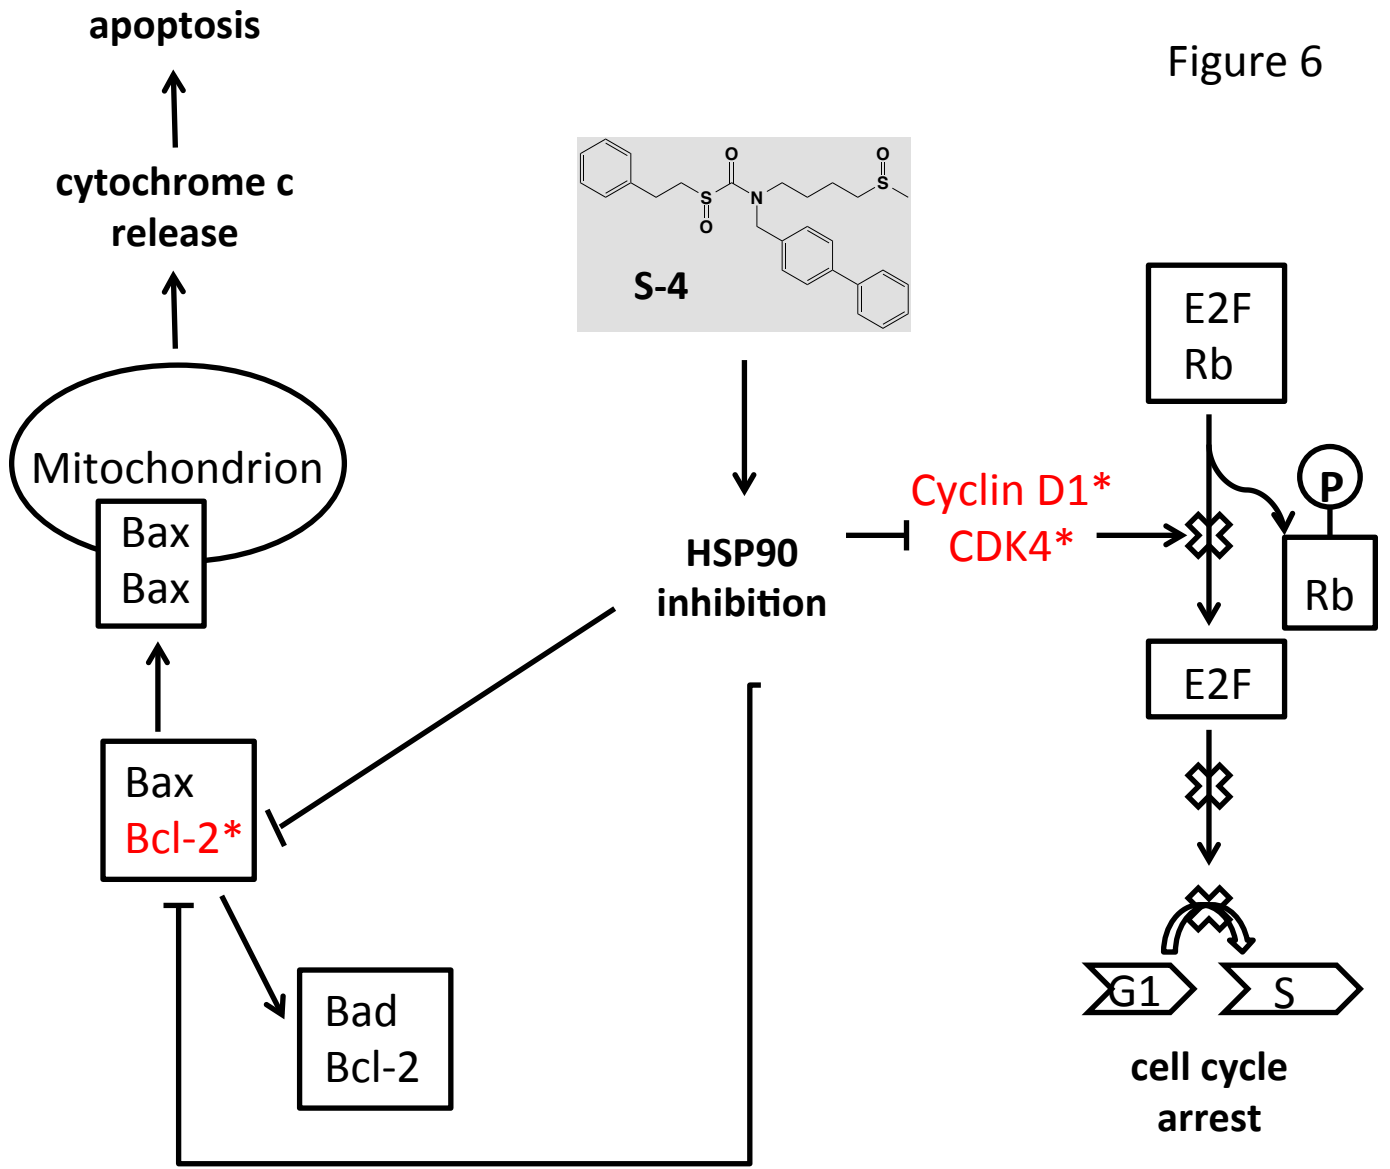 apoptosis
Figure 6
cytochrome c
release
O
O
S
N
S
O
S-4
E2F
Rb
Mitochondrion
Bax
Bax
HSP90
inhibition
Cyclin D1*
CDK4*
P
Rb
E2F
Bax
Bcl-2*
Bad
Bcl-2
G1
S
cell cycle
arrest